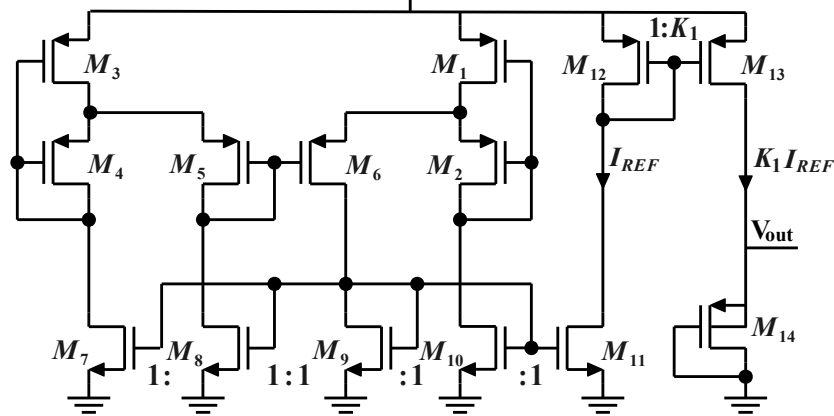 1:K1
M3 M1 M12 M13
M4 M5 M6 M2 IREF K1IREF
Vout
M7 M8 M9 M10 M11 M14
1: 1:1 :1 :1